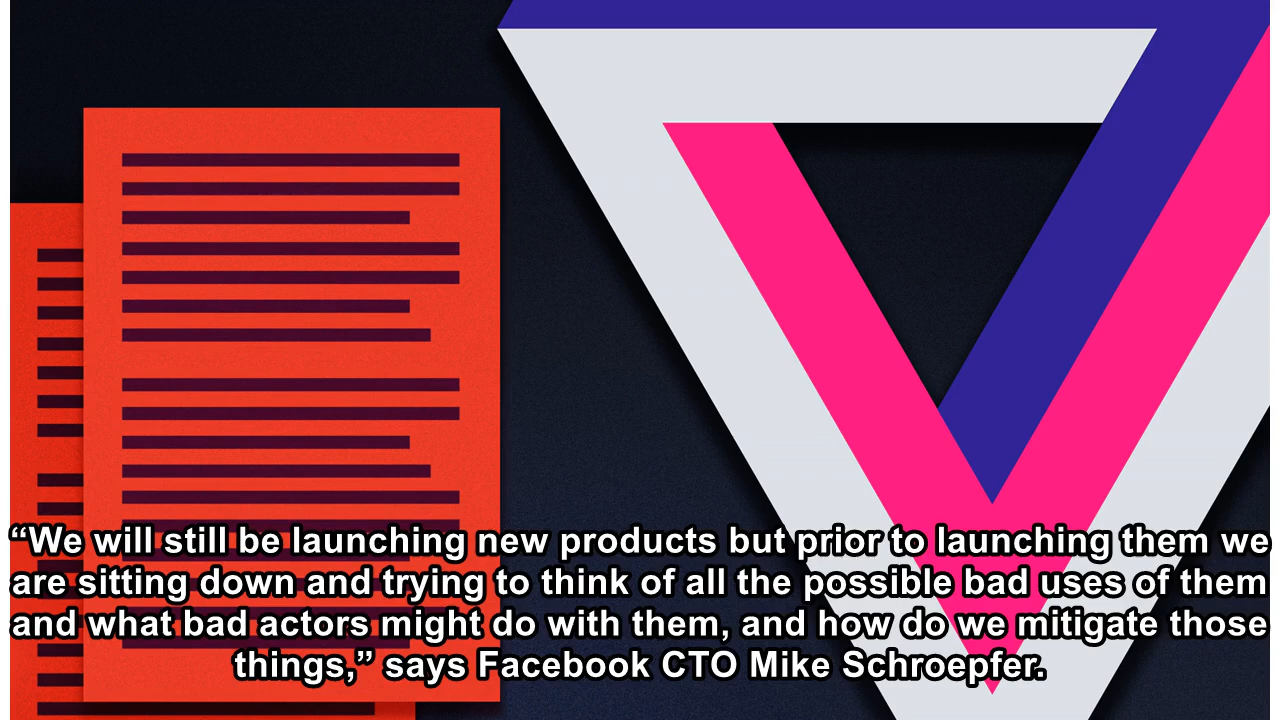 “We will still be launching new products but prior to launching them we
are sitting down and trying to think of all the possible bad uses of them
and what bad actors might do with them, and how do we mitigate those
things,” says Facebook CTO Mike Schroepfer.